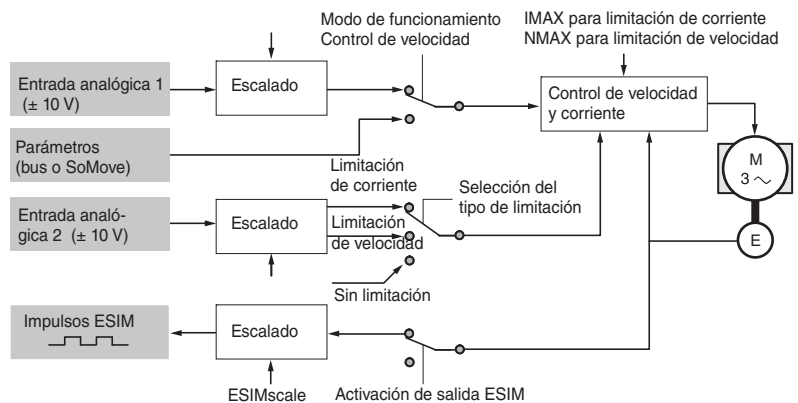 Modo de funcionamiento
Control de velocidad
IMAX para limitación de corriente
NMAX para limitación de velocidad
Entrada analógica 1
(± 10 V)
Escalado
Control de velocidad
y corriente
Parámetros
(bus o SoMove)
M
3 ~
Limitación
de corriente
Selección del
tipo de limitación
Entrada analó-
gica 2 (± 10 V)
Escalado
Limitación
de velocidad
E
Sin limitación
Impulsos ESIM
Escalado
ESIMscale
Activación de salida ESIM